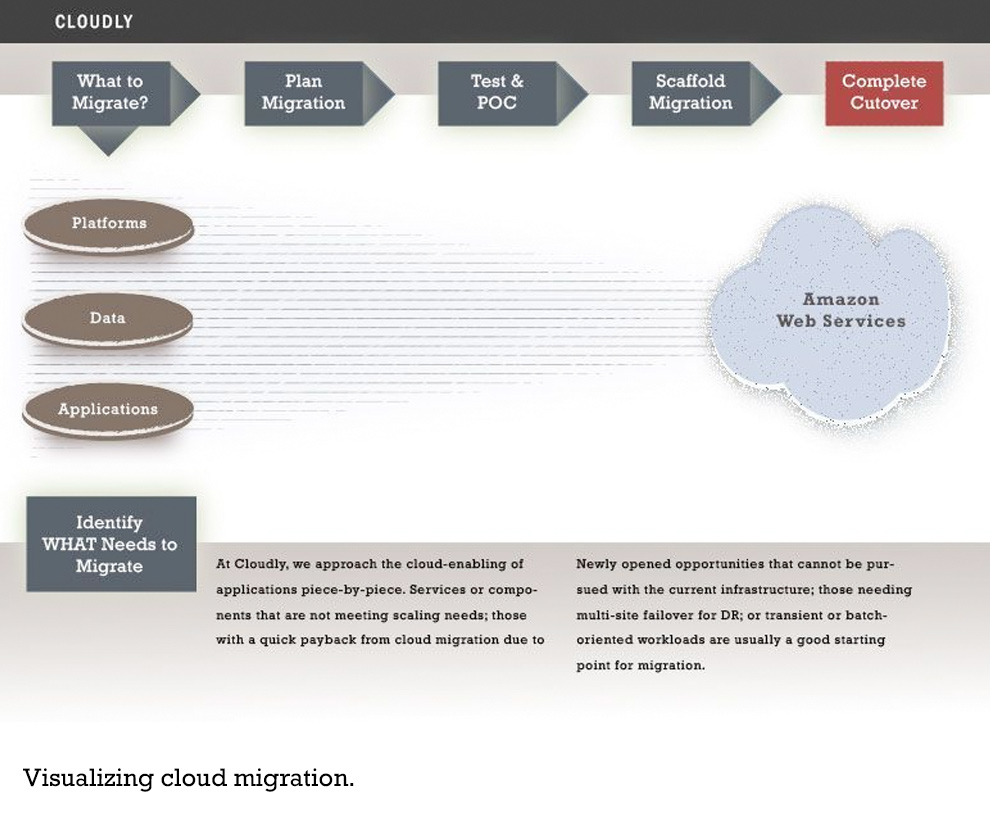 CLOUDLY
What to
Migrate?
Plan
Migration
Test &
POC
Scaffold
Migration
Complete
Cutover
Platforms
Data
Applications
Amazon
Web Services
Identify
WHAT Needs to
Migrate
At Cloudly, we approach the cloud-enabling of
applications piece-by-piece. Services or compo-
nents that are not meeting scaling needs; those
with a quick payback from cloud migration due to
Newly opened opportunities that cannot be pur-
sued with the current infrastructure; those needing
multi-site failover for DR; or transient or batch-
oriented workloads are usually a good starting
point for migration.
Visualizing cloud migration.